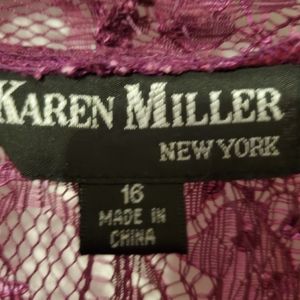 KAREN MILLER
NEW YORK
16
MADE IN
CHINA